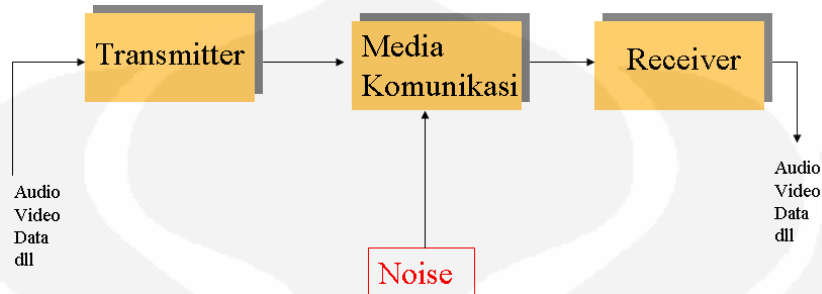 Transmitter
Media
Komunikasi
Receiver
Audio
Video
Data
dll
Audio
Video
Data
dll
Noise